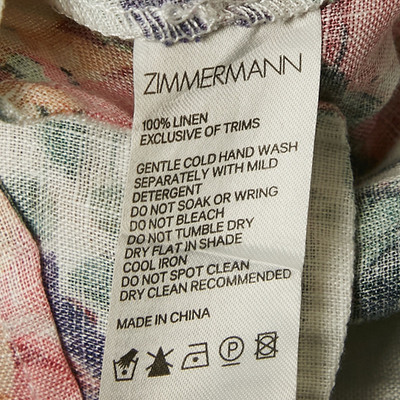 ZIMMERMANN
100% LINEN
EXCLUSIVE OF TRIMS
GENTLE COLD HAND WASH
SEPARATELY WITH MILD
DETERGENT
DO NOT SOAK OR WRING
DO NOT BLEACH
DO NOT TUMBLE DRY
DRY FLAT IN SHADE
COOL IRON
DO NOT SPOT CLEAN
DRY CLEAN RECOMMENDED
MADE IN CHINA
P